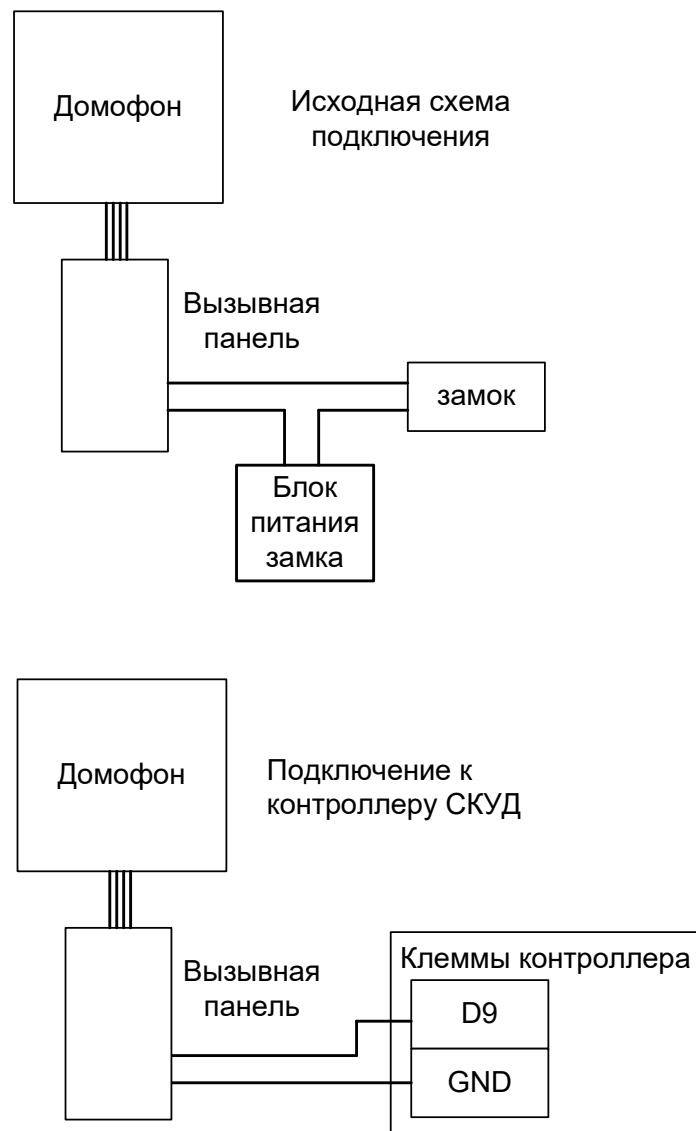 Домофон
Исходная схема
подключения
Вызывная
панель
замок
Блок
питания
замка
Домофон
Подключение к
контроллеру СКУД
Клеммы контроллера
Вызывная
панель
D9
GND